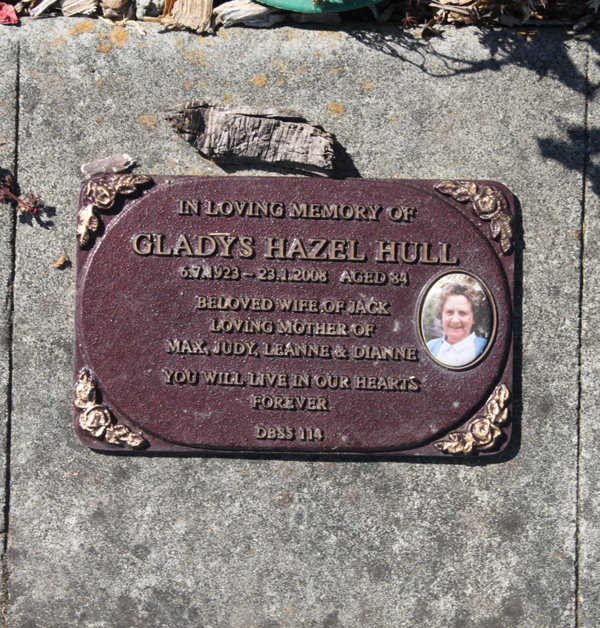 IN LOVING MEMORY OF
GLADYS HAZEL HULL
6.7.1923 ~ 23.1.2008 AGED 84
BELOVED WIFE OF JACK
LOVING MOTHER OF
MAX, JUDY, LEANNE & DIANNE
YOU WILL LIVE IN OUR HEARTS
FOREVER
DBSS 114